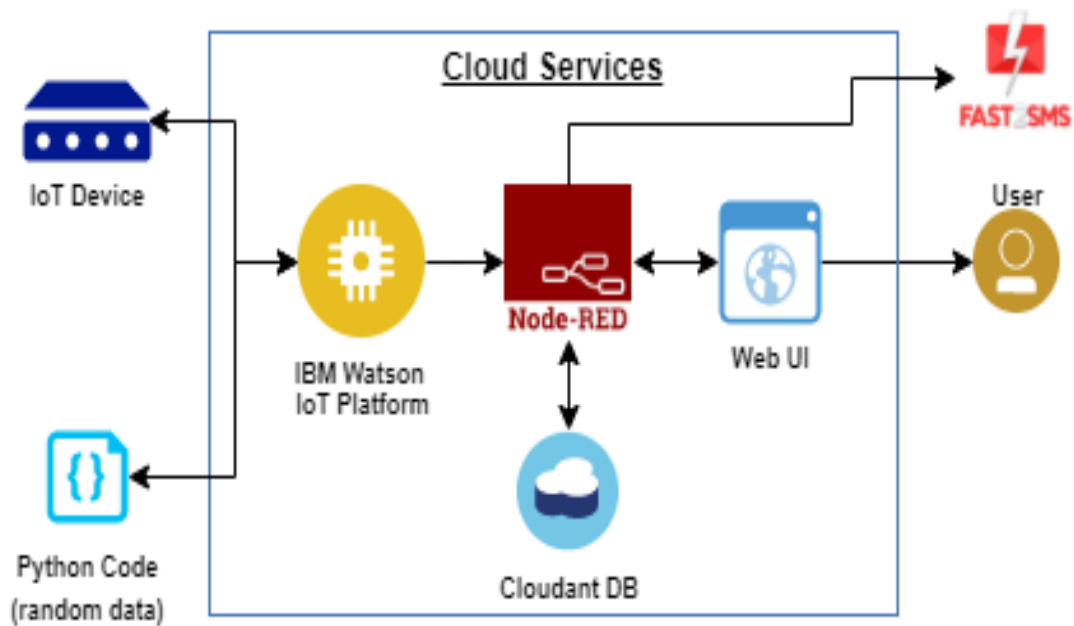 Cloud Services
FAST2SMS
IoT Device
User
Node-RED
Web UI
IBM Watson
IoT Platform
Python Code
(random data)
Cloudant DB